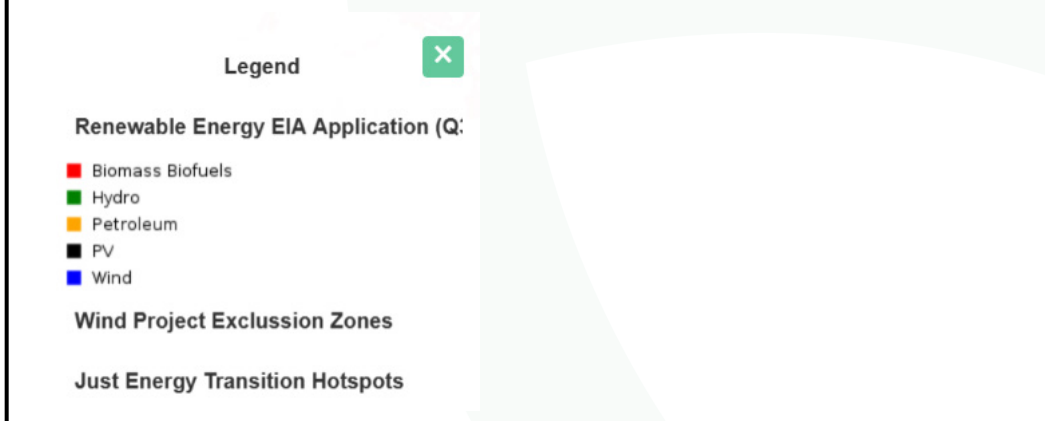 Legend
Renewable Energy EIA Application (Q3
Biomass Biofuels
Hydro
Petroleum
PV
Wind
Wind Project Exclussion Zones
Just Energy Transition Hotspots